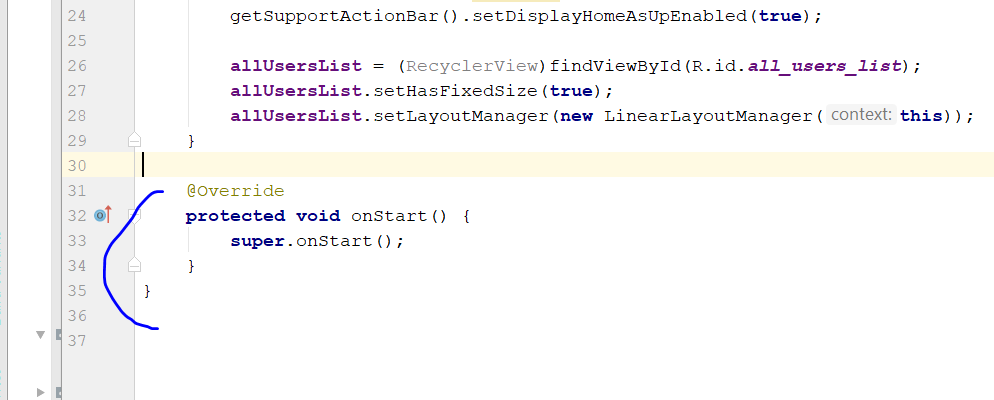 24 getSupportActionBar().setDisplayHomeAsUpEnabled(true);
25
26 allUsersList = (RecyclerView)findViewById(R.id.all_users_list);
27 allUsersList.setHasFixedSize(true);
28 allUsersList.setLayoutManager(new LinearLayoutManager( context: this));
29 }
30
31 @Override
32 protected void onStart() {
33 super.onStart();
34 }
35 }
36
37